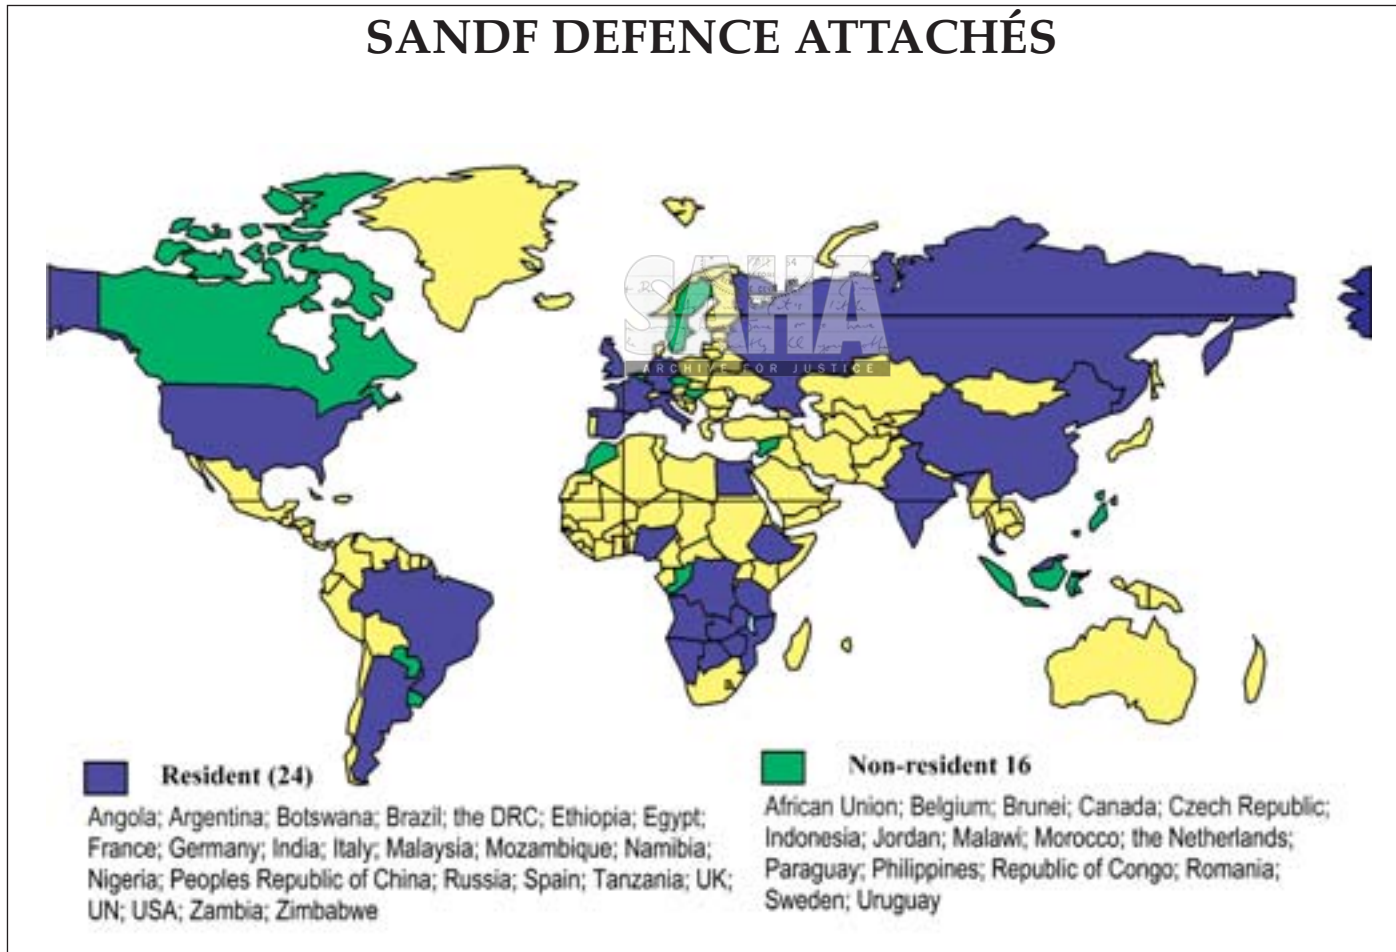 SANDF DEFENCE ATTACHÉS
SAHA
ARCHIVE FOR JUSTICE
Resident (24)
Angola; Argentina; Botswana; Brazil; the DRC; Ethiopia; Egypt;
France; Germany; India; Italy; Malaysia; Mozambique; Namibia;
Nigeria; Peoples Republic of China; Russia; Spain; Tanzania; UK;
UN; USA; Zambia; Zimbabwe
Non-resident 16
African Union; Belgium; Brunei; Canada; Czech Republic;
Indonesia; Jordan; Malawi; Morocco; the Netherlands;
Paraguay; Philippines; Republic of Congo; Romania;
Sweden; Uruguay